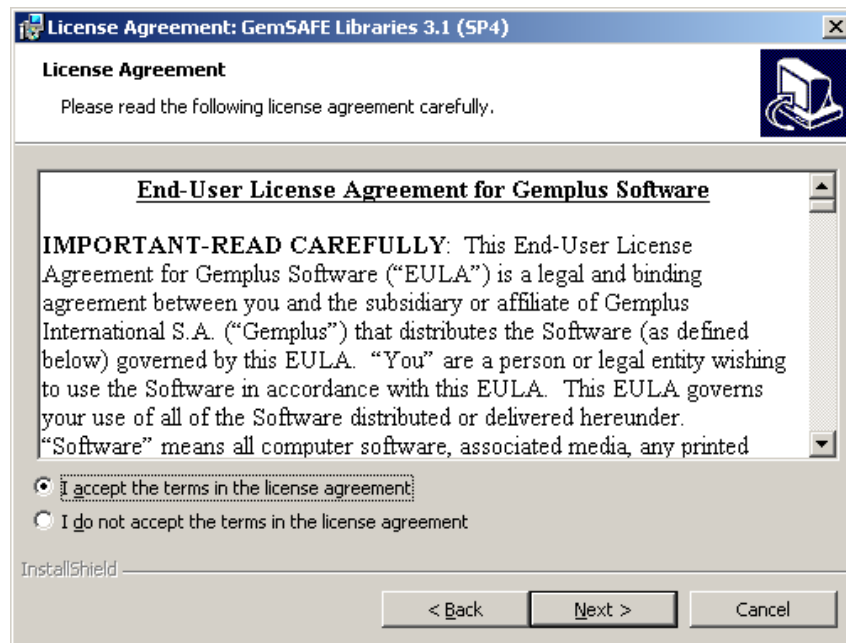 License Agreement: GemSAFE Libraries 3.1 (SP4)
License Agreement
Please read the following license agreement carefully.
End-User License Agreement for Gemplus Software
IMPORTANT-READ CAREFULLY: This End-User License
Agreement for Gemplus Software (“EULA”) is a legal and binding
agreement between you and the subsidiary or affiliate of Gemplus
International S.A. (“Gemplus”) that distributes the Software (as defined
below) governed by this EULA. “You” are a person or legal entity wishing
to use the Software in accordance with this EULA. This EULA governs
your use of all of the Software distributed or delivered hereunder.
“Software” means all computer software, associated media, any printed
I accept the terms in the license agreement
I do not accept the terms in the license agreement
InstallShield
< Back Next > Cancel